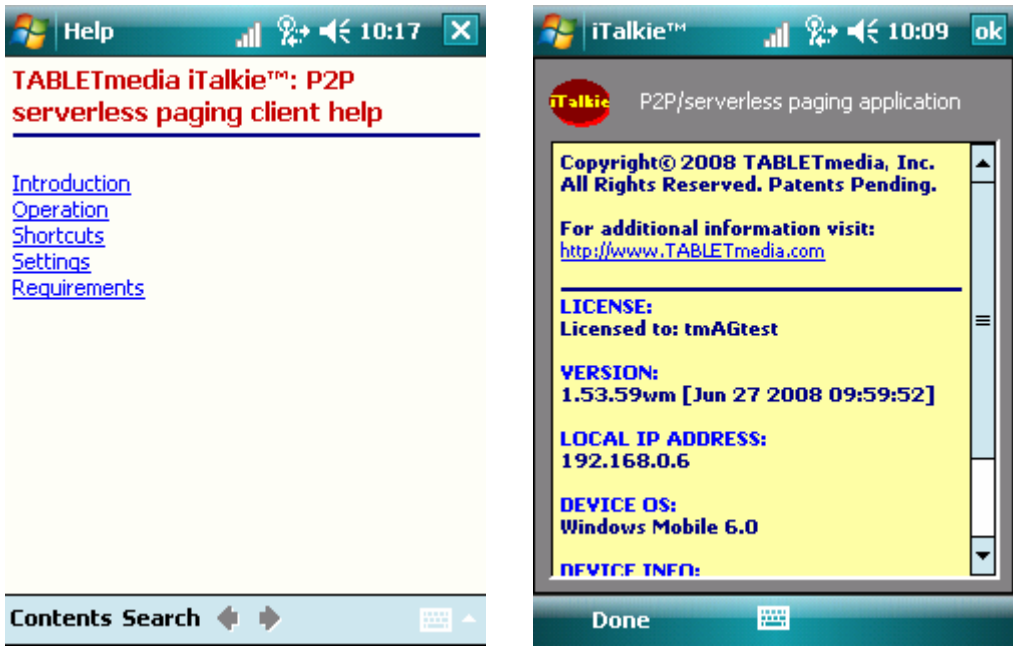 Help 10:17
TABLETmedia iTalkie™: P2P
serverless paging client help
Introduction
Operation
Shortcuts
Settings
Requirements
Contents Search
iTalkie™ 10:09 ok
iTalkie P2P/serverless paging application
Copyright© 2008 TABLETmedia, Inc.
All Rights Reserved. Patents Pending.
For additional information visit:
http://www.TABLETmedia.com
LICENSE:
Licensed to: tmAGtest
VERSION:
1.53.59wm [Jun 27 2008 09:59:52]
LOCAL IP ADDRESS:
192.168.0.6
DEVICE OS:
Windows Mobile 6.0
DEVICE INFO:
Done